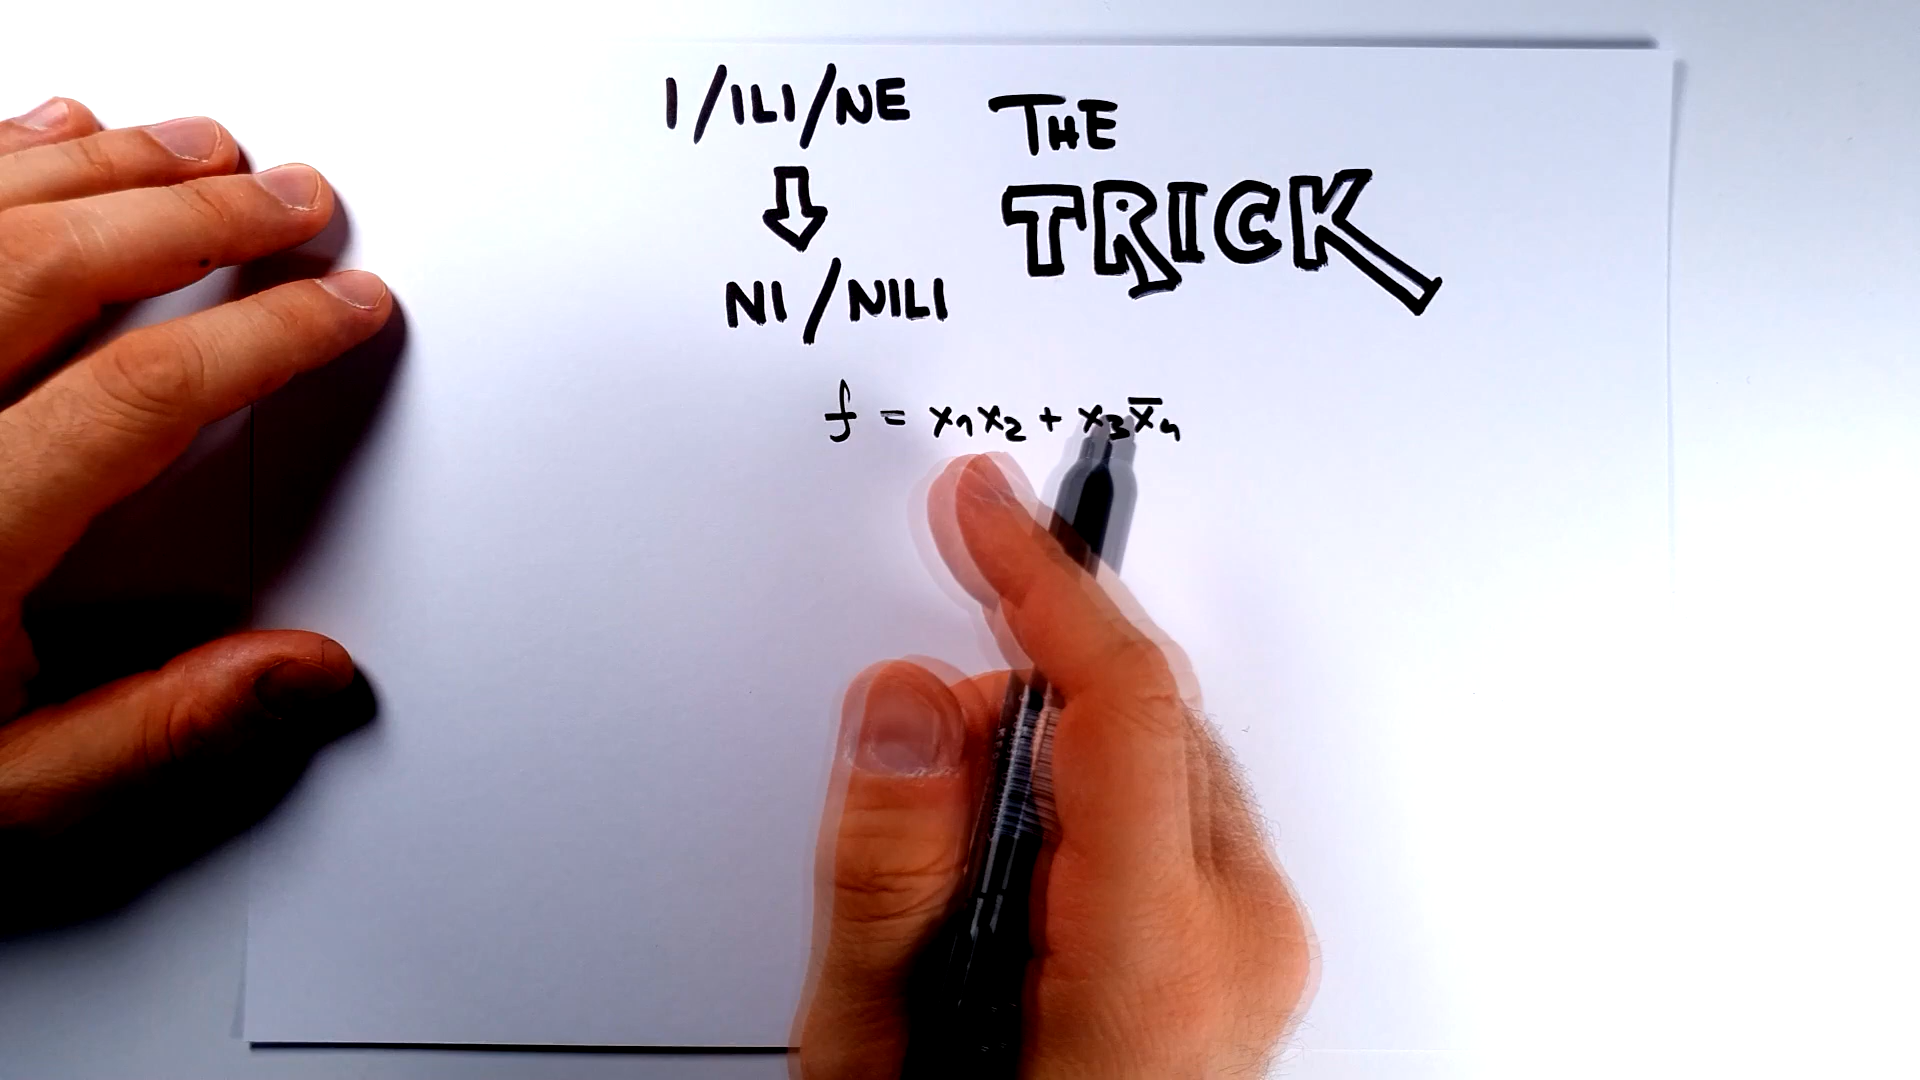 I/ILI/NE
NI/NILI
THE
TRICK
f = x₁x₂ + x₃x̅₄